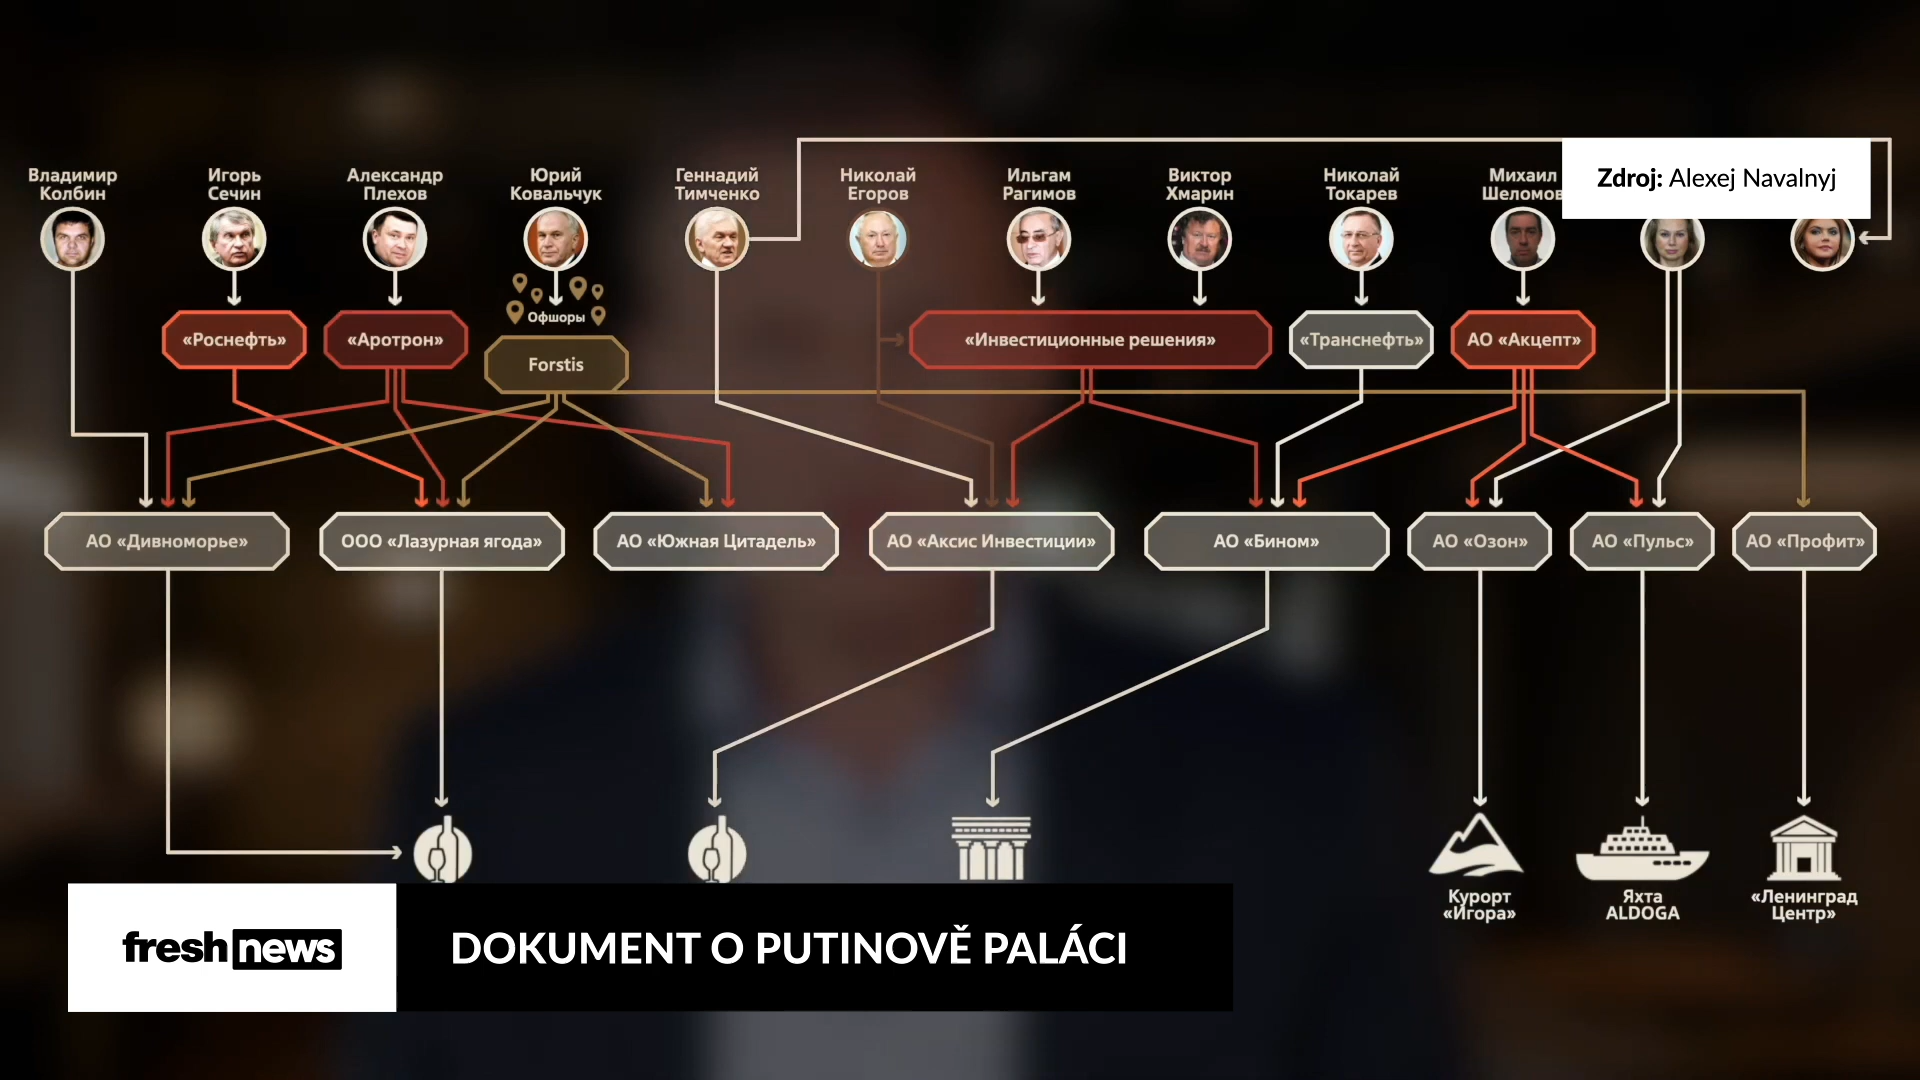 Владимир
Колбин
Игорь
Сечин
Александр
Плехов
Юрий
Ковальчук
Геннадий
Тимченко
Николай
Егоров
Ильгам
Рагимов
Виктор
Хмарин
Николай
Токарев
Михаил
Шеломов
Zdroj: Alexej Navalnyj
Офшоры
«Роснефть»
«Аротрон»
Forstis
«Инвестиционные решения»
«Транснефть»
АО «Акцепт»
АО «Дивноморье»
ООО «Лазурная ягода»
АО «Южная Цитадель»
АО «Аксис Инвестиции»
АО «Бином»
АО «Озон»
АО «Пульс»
АО «Профит»
Курорт
«Игора»
Яхта
ALDOGA
«Ленинград
Центр»
fresh news
DOKUMENT O PUTINOVĚ PALÁCI